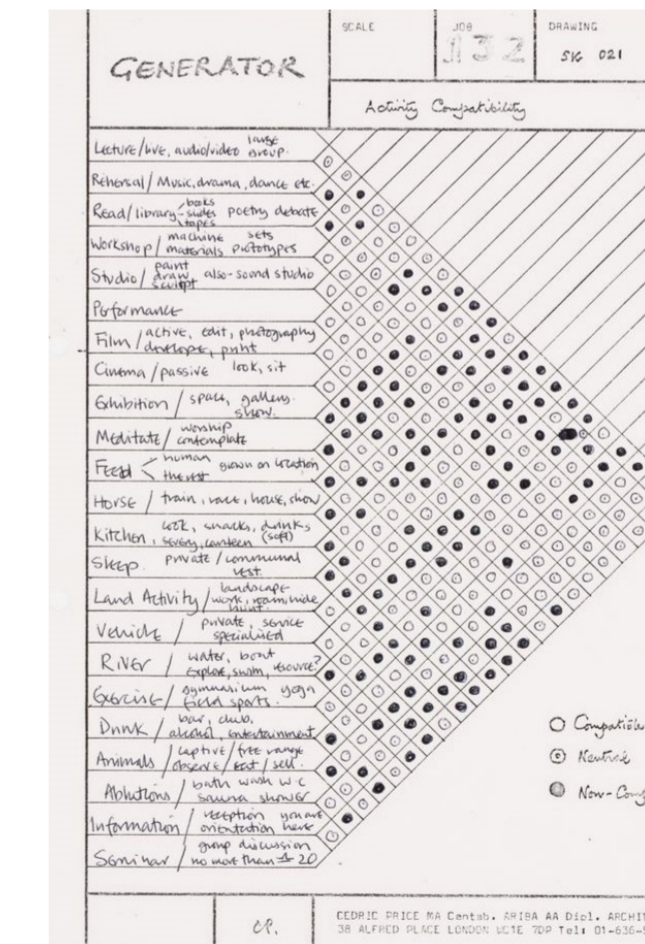 SCALE
JOB
132
DRAWING
SK 021
GENERATOR
Activity Compatibility
Lecture/live, audio/video large group.
Rehersal / Music, drama, dance etc.
Read/library - books slides tapes poetry debate
Workshop / machine sets materials prototypes
Studio / paint draw sculpt also - sound studio
Performance
Film / active, edit, photography develope, print
Cinema / passive look, sit
Exhibition / space, gallery. show.
Meditate / worship contemplate
Feed < human grown on location the rest
Horse / train, race, house, show
Kitchen, cook, snacks, drinks (soft) canteen
Sleep. private / communal rest.
Land Activity / landscape work, roam, hide hunt.
Vehicle / private, service specialised
River / water, boat explore, swim, resource?
Exercise / gymnasium yoga field sports.
Drink / bar, club, alcohol, entertainment
Animals / captive / free range observe / eat / sell.
Ablutions / bath wash w.c sauna shower
Information / reception you are orientation here
Seminar / group discussion no more than 20
Compatible
Neutral
Non-Comp
CP.
CEDRIC PRICE MA Cantab. ARIBA AA Dipl. ARCHIT
38 ALFRED PLACE LONDON WC1E 7DP Tel: 01-636-5